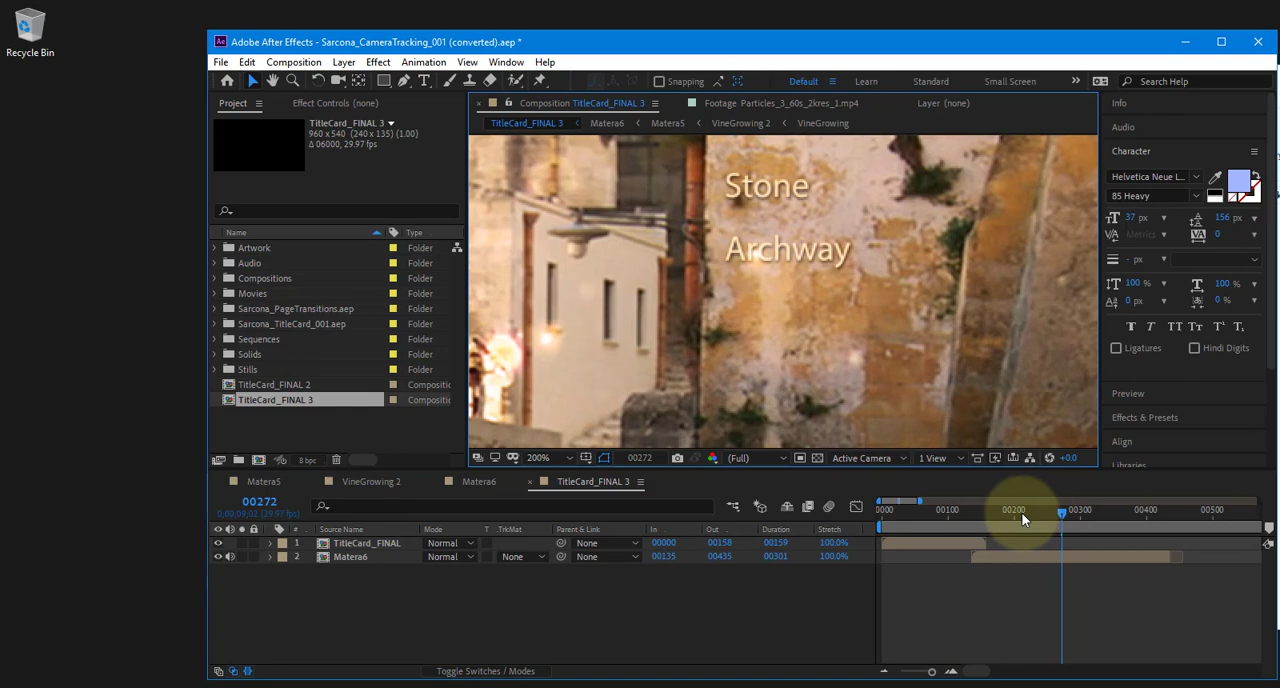 Recycle Bin
Ae Adobe After Effects - Sarcona_CameraTracking_001 (converted).aep *
File Edit Composition Layer Effect Animation View Window Help
Snapping Default Learn Standard Small Screen Search Help
Project Effect Controls (none) Composition TitleCard_FINAL 3 Footage Particles_3_60s_2kres_1.mp4 Layer (none) Info
TitleCard_FINAL 3 Matera6 Matera5 VineGrowing 2 VineGrowing
TitleCard_FINAL 3
960 x 540 (240 x 135) (1.00)
Δ 06000, 29.97 fps
Audio
Character
Helvetica Neue L...
85 Heavy
37 px 156 px
Metrics 0
- px
100 % 100 %
0 px 0 %
Ligatures Hindi Digits
Preview
Effects & Presets
Align
Libraries
Stone
Archway
Name Type
Artwork Folder
Audio Folder
Compositions Folder
Movies Folder
Sarcona_PageTransitions.aep Folder
Sarcona_TitleCard_001.aep Folder
Sequences Folder
Solids Folder
Stills Folder
TitleCard_FINAL 2 Compositic
TitleCard_FINAL 3 Compositic
8 bpc 200% 00272 (Full) Active Camera 1 View +0.0
Matera5 VineGrowing 2 Matera6 TitleCard_FINAL 3
00272
0;00;09;02 (29.97 fps)
0000 00100 00200 00300 00400 00500
# Source Name Mode T .TrkMat Parent & Link In Out Duration Stretch
1 TitleCard_FINAL Normal None 00000 00158 00159 100.0%
2 Matera6 Normal None None 00135 00435 00301 100.0%
Toggle Switches / Modes